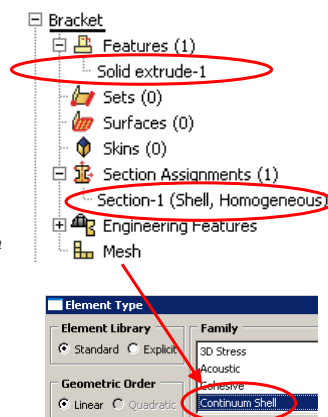 Bracket
Features (1)
Solid extrude-1
Sets (0)
Surfaces (0)
Skins (0)
Section Assignments (1)
Section-1 (Shell, Homogeneous)
Engineering Features
Mesh
Element Type
Element Library
Family
Standard Explicit
3D Stress
Acoustic
Cohesive
Geometric Order
Continuum Shell
Linear Quadratic